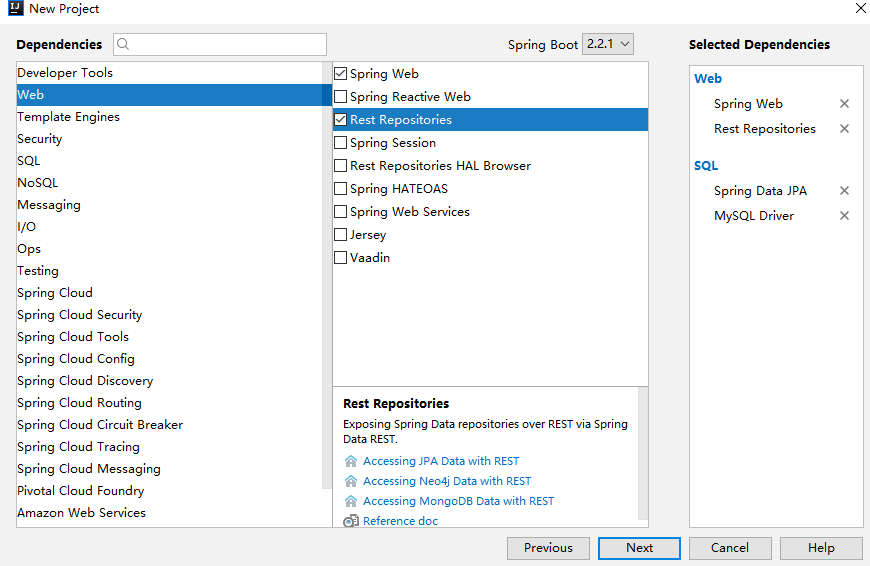 IJ New Project
Dependencies
Spring Boot 2.2.1
Selected Dependencies
Developer Tools
Web
Template Engines
Security
SQL
NoSQL
Messaging
I/O
Ops
Testing
Spring Cloud
Spring Cloud Security
Spring Cloud Tools
Spring Cloud Config
Spring Cloud Discovery
Spring Cloud Routing
Spring Cloud Circuit Breaker
Spring Cloud Tracing
Spring Cloud Messaging
Pivotal Cloud Foundry
Amazon Web Services
Spring Web
Spring Reactive Web
Rest Repositories
Spring Session
Rest Repositories HAL Browser
Spring HATEOAS
Spring Web Services
Jersey
Vaadin
Rest Repositories
Exposing Spring Data repositories over REST via Spring
Data REST.
Accessing JPA Data with REST
Accessing Neo4j Data with REST
Accessing MongoDB Data with REST
Reference doc
Web
Spring Web
Rest Repositories
SQL
Spring Data JPA
MySQL Driver
Previous
Next
Cancel
Help